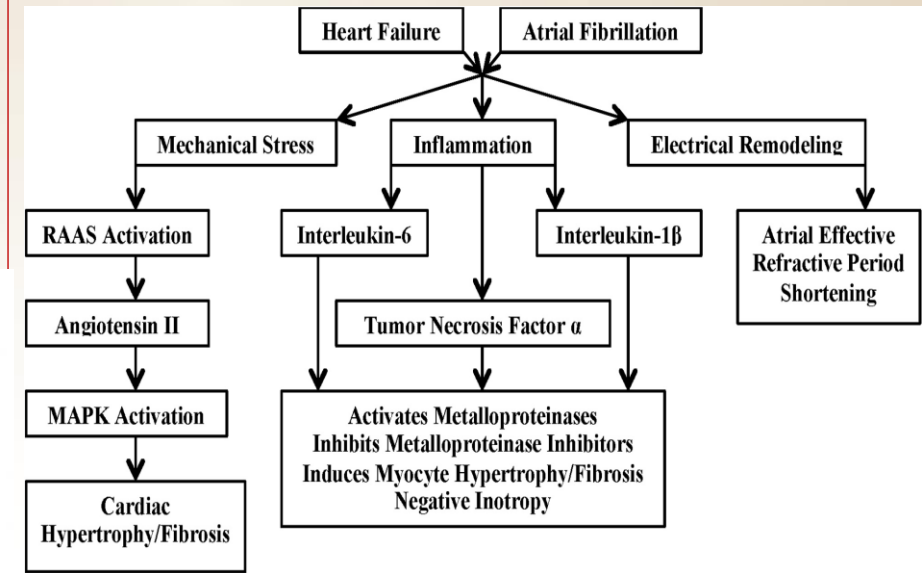 Heart Failure
Atrial Fibrillation
Mechanical Stress
Inflammation
Electrical Remodeling
RAAS Activation
Interleukin-6
Interleukin-1β
Atrial Effective
Refractive Period
Shortening
Angiotensin II
Tumor Necrosis Factor α
MAPK Activation
Activates Metalloproteinases
Inhibits Metalloproteinase Inhibitors
Induces Myocyte Hypertrophy/Fibrosis
Negative Inotropy
Cardiac
Hypertrophy/Fibrosis